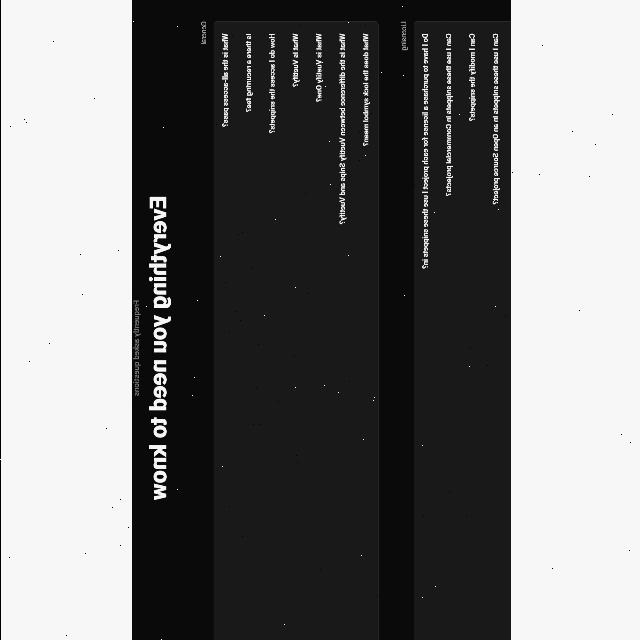 Frequently asked questions
Everything you need to know
General
What is the
Is there a recurring fee?
How do I access the snippets?
What is Vuetify?
What is Vuetify One?
What is the difference between Vuetify Snips and Vuetify?
What does the lock symbol mean?
Licensing
Do I have to purchase a license for each project I use these snippets in?
Can I use these snippets in Commercial projects?
Can I modify the snippets?
Can I use these snippets in an Open Source project?